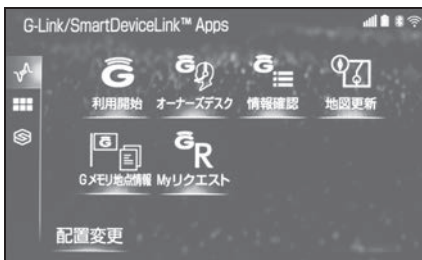 G-Link/SmartDeviceLink™ Apps
利用開始 オーナーズデスク 情報確認 地図更新
Gメモリ地点情報 Myリクエスト
配置変更